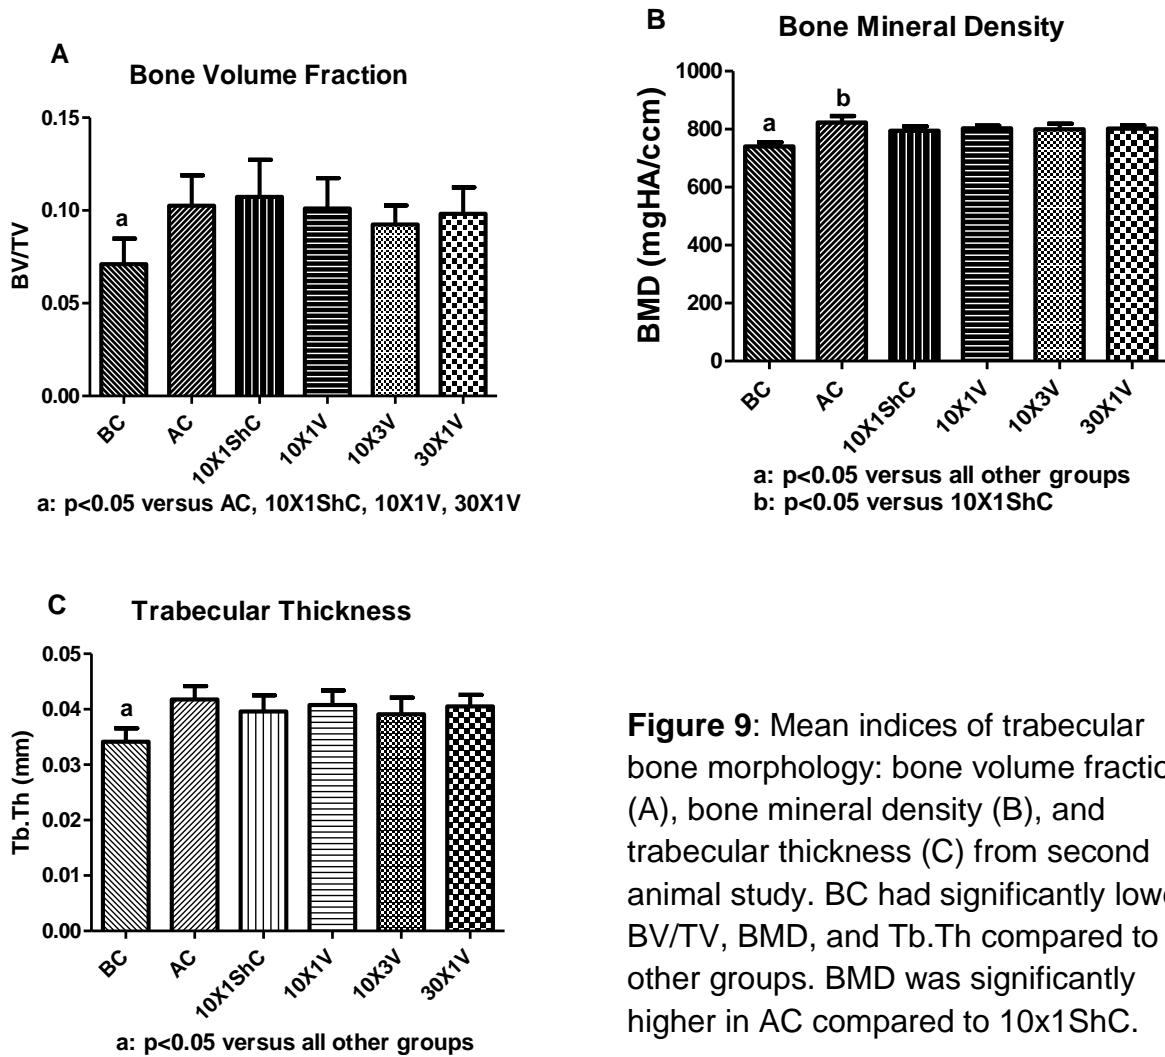 A
Bone Volume Fraction
0.15
0.10
0.05
0.00
BV/TV
a
BC
AC
10X1ShC
10X1V
10X3V
30X1V
a: p<0.05 versus AC, 10X1ShC, 10X1V, 30X1V
B
Bone Mineral Density
1000
800
600
400
200
0
BMD (mgHA/ccm)
a
b
BC
AC
10X1ShC
10X1V
10X3V
30X1V
a: p<0.05 versus all other groups
b: p<0.05 versus 10X1ShC
C
Trabecular Thickness
0.05
0.04
0.03
0.02
0.01
0.00
Tb.Th (mm)
a
BC
AC
10X1ShC
10X1V
10X3V
30X1V
a: p<0.05 versus all other groups
Figure 9: Mean indices of trabecular
bone morphology: bone volume fractio
(A), bone mineral density (B), and
trabecular thickness (C) from second
animal study. BC had significantly lowe
BV/TV, BMD, and Tb.Th compared to
other groups. BMD was significantly
higher in AC compared to 10x1ShC.